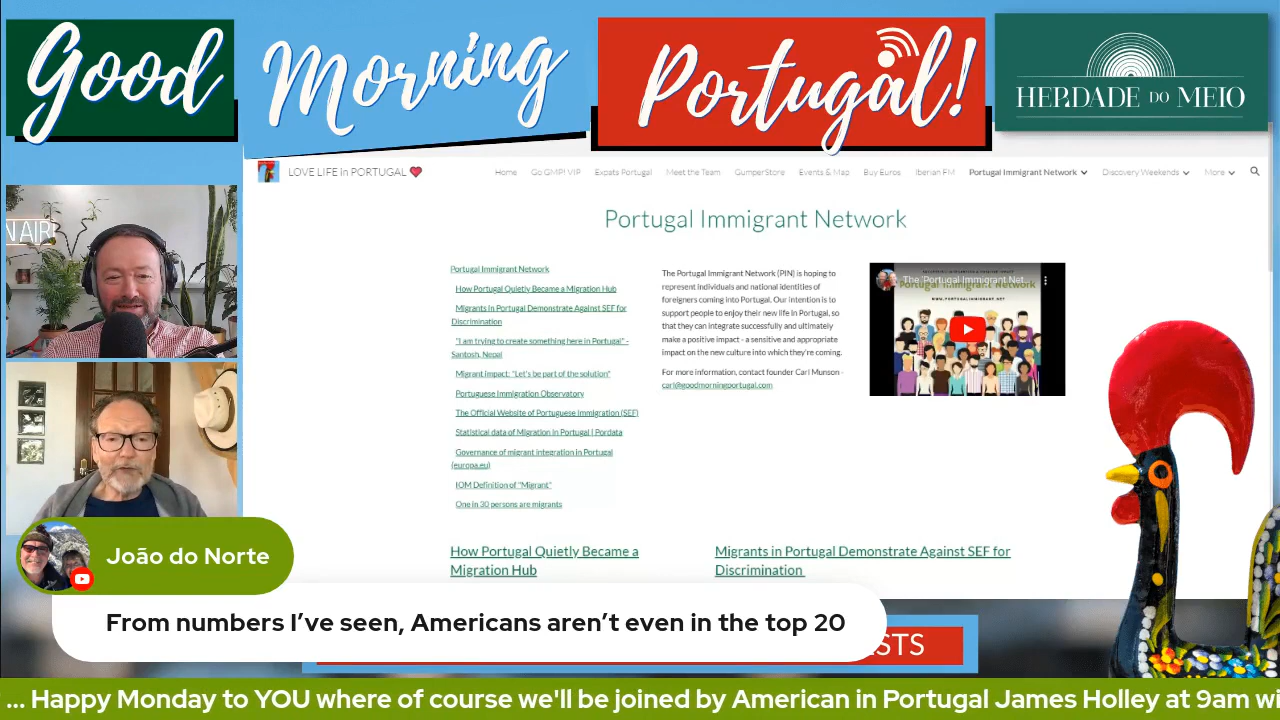 Good
Morning
Portugal!
HERDADE DO MEIO
LOVE LIFE in PORTUGAL
Home
Go GMP! VIP
Expats Portugal
Meet the Team
GumperStore
Events & Map
Buy Euros
Iberian FM
Portugal Immigrant Network
Discovery Weekends
More
N AIR
Portugal Immigrant Network
Portugal Immigrant Network
How Portugal Quietly Became a Migration Hub
Migrants in Portugal Demonstrate Against SEF for
Discrimination
"I am trying to create something here in Portugal" -
Santosh, Nepal
Migrant Impact: "Let's be part of the solution"
Portuguese Immigration Observatory
The Official Website of Portuguese Immigration (SEF)
Statistical data of Migration in Portugal | Pordata
Governance of migrant integration in Portugal
(europa.eu)
IOM Definition of "Migrant"
One in 30 persons are migrants
The Portugal Immigrant Network (PIN) is hoping to
represent individuals and national identities of
foreigners coming into Portugal. Our intention is to
support people to enjoy their new life in Portugal, so
that they can integrate successfully and ultimately
make a positive impact - a sensitive and appropriate
impact on the new culture into which they're coming.
For more information, contact founder Carl Munson -
carl@goodmorningportugal.com
The 'Portugal Immigrant Net...
Portugal Immigrant Network
WWW.PORTUGALIMMIGRANT.NET
How Portugal Quietly Became a
Migration Hub
Migrants in Portugal Demonstrate Against SEF for
Discrimination
João do Norte
From numbers I've seen, Americans aren't even in the top 20
STS
... Happy Monday to YOU where of course we'll be joined by American in Portugal James Holley at 9am wi